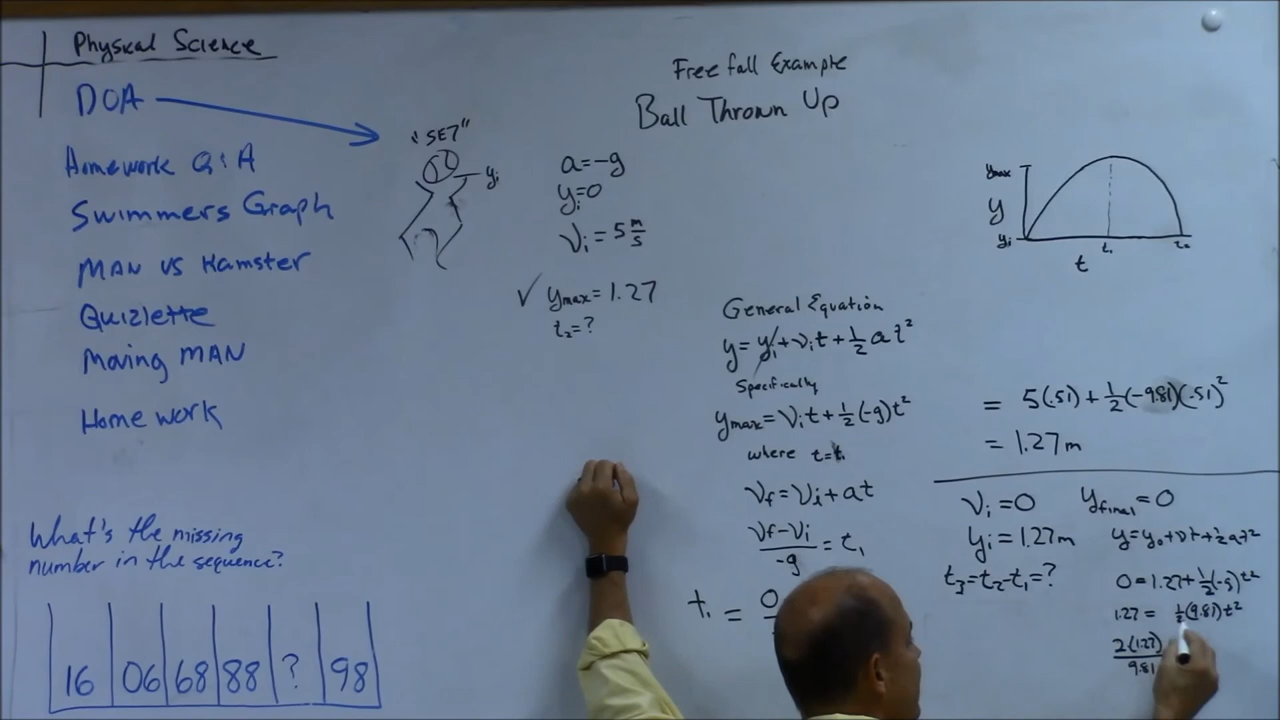 Physical Science
DOA
Homework Q&A
Swimmers Graph
MAN vs Hamster
Quizlette
Moving MAN
Homework
What's the missing
number in the sequence?
16 06 68 88 ? 98
"SET"
yi
Free fall Example
Ball Thrown Up
a=-g
yi=0
vi=5 m/s
✓ ymax=1.27
t2=?
General Equation
y=yi+vit+1/2at²
Specifically
ymax=vit+1/2(-g)t²
where t=t1
vf=vi+at
(vf-vi)/-g=t1
t1=0
ymax
y
yi
t1
t2
t
=5(.51)+1/2(-9.81)(.51)²
=1.27m
vi=0
yfinal=0
yi=1.27m
y=y0+vt+1/2at²
t3=t2-t1=?
0=1.27+1/2(-g)t²
1.27=1/2(9.81)t²
2(1.27)/9.81